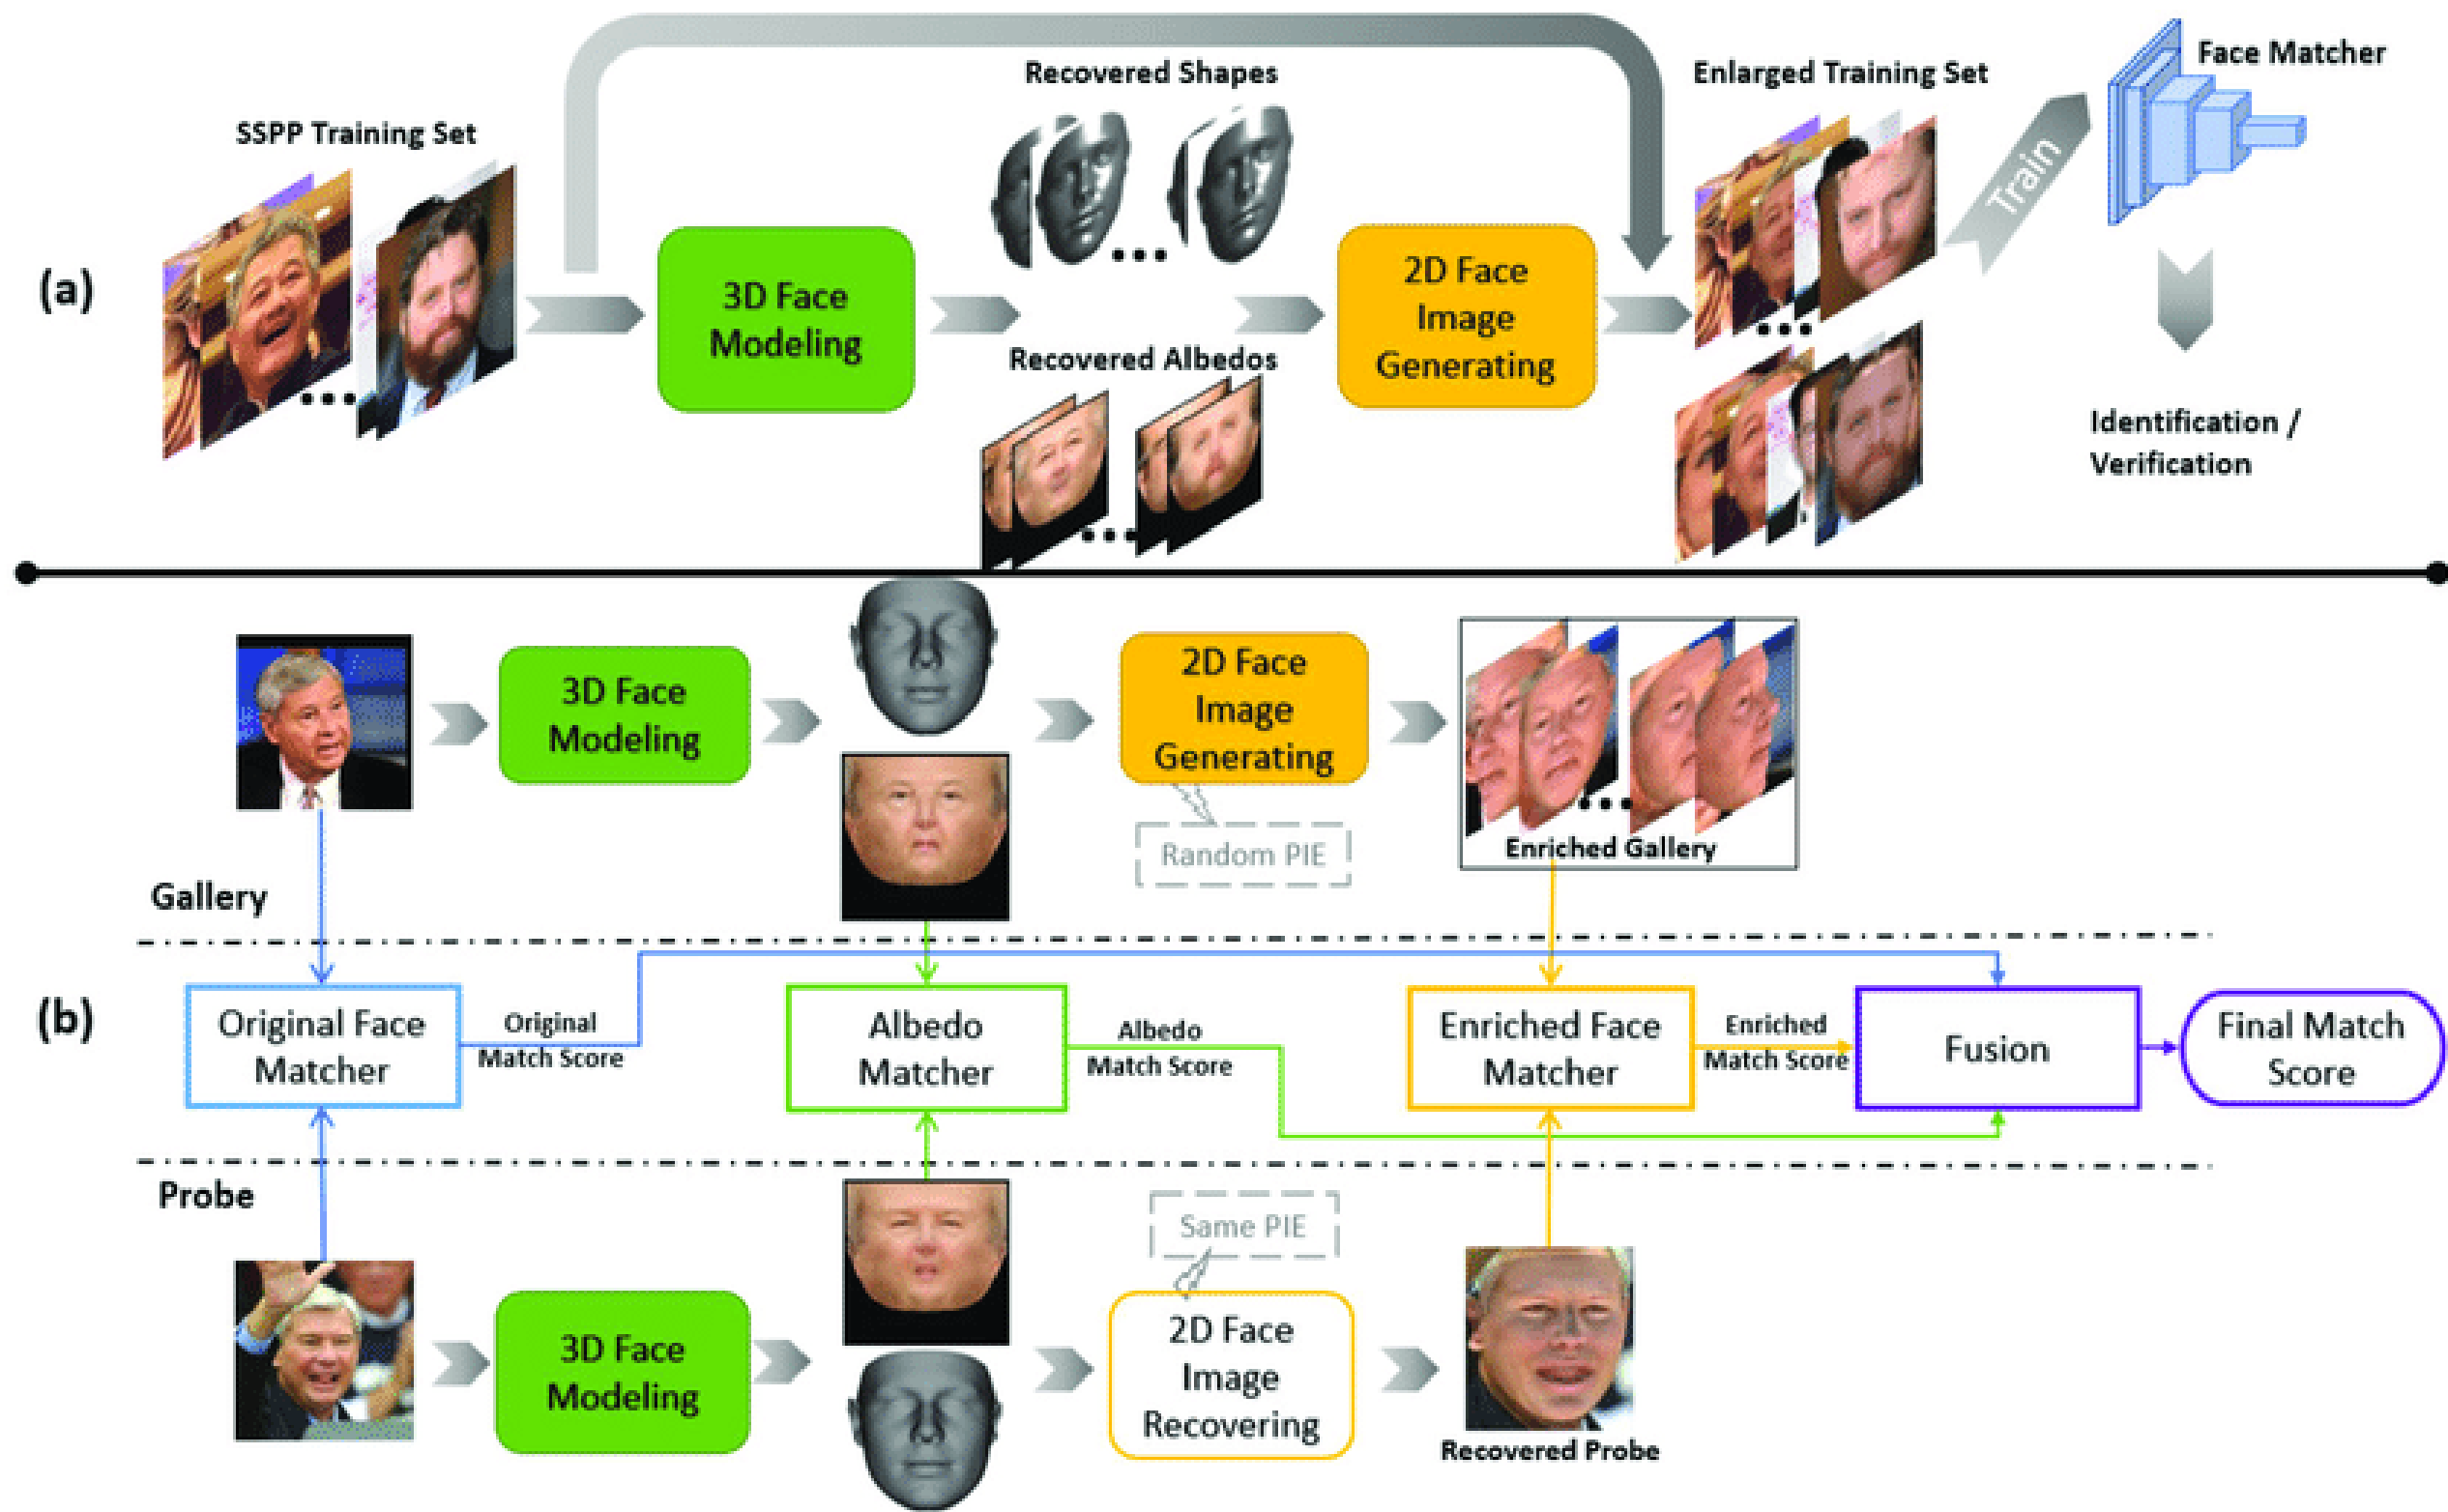 SSPP Training Set
Recovered Shapes
Enlarged Training Set
Face Matcher
Train
(a)
3D Face
Modeling
2D Face
Image
Generating
Recovered Albedos
Identification /
Verification
3D Face
Modeling
2D Face
Image
Generating
Random PIE
Enriched Gallery
Gallery
(b)
Original Face
Matcher
Original
Match Score
Albedo
Matcher
Albedo
Match Score
Enriched Face
Matcher
Enriched
Match Score
Fusion
Final Match
Score
Probe
Same PIE
3D Face
Modeling
2D Face
Image
Recovering
Recovered Probe